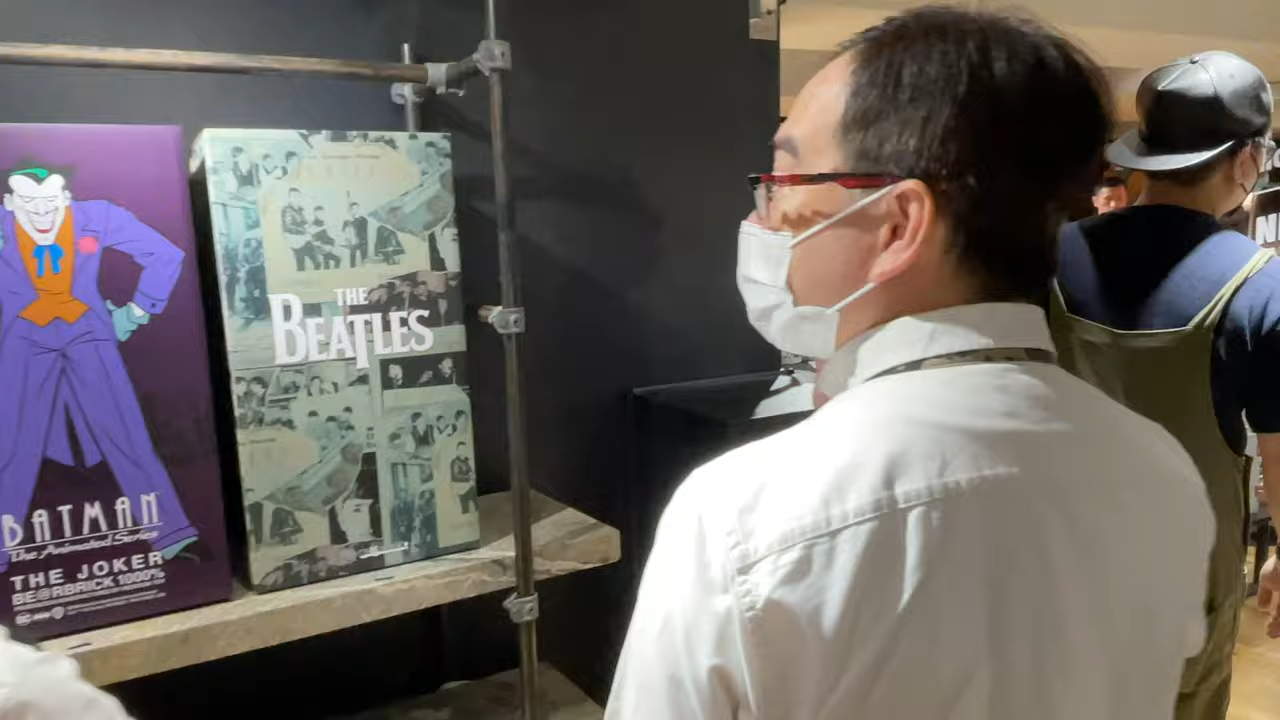 BATMAN
The Animated Series
THE JOKER
BE@RBRICK 1000%
THE
BEATLES